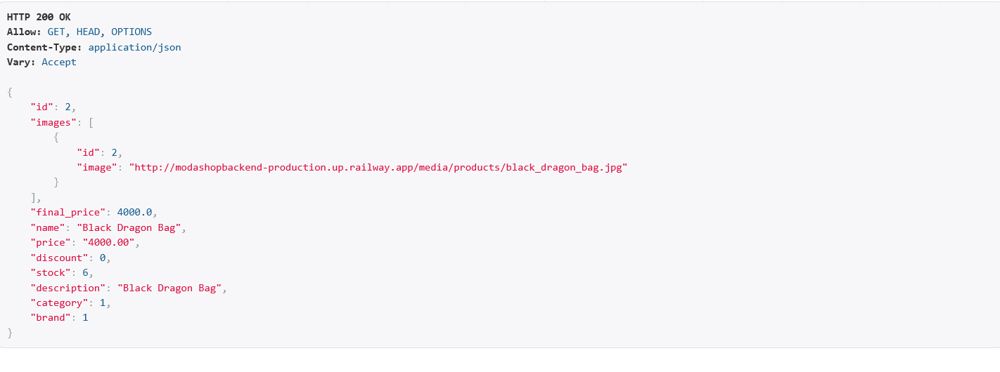 HTTP 200 OK
Allow: GET, HEAD, OPTIONS
Content-Type: application/json
Vary: Accept

{
    "id": 2,
    "images": [
        {
            "id": 2,
            "image": "http://modashopbackend-production.up.railway.app/media/products/black_dragon_bag.jpg"
        }
    ],
    "final_price": 4000.0,
    "name": "Black Dragon Bag",
    "price": "4000.00",
    "discount": 0,
    "stock": 6,
    "description": "Black Dragon Bag",
    "category": 1,
    "brand": 1
}